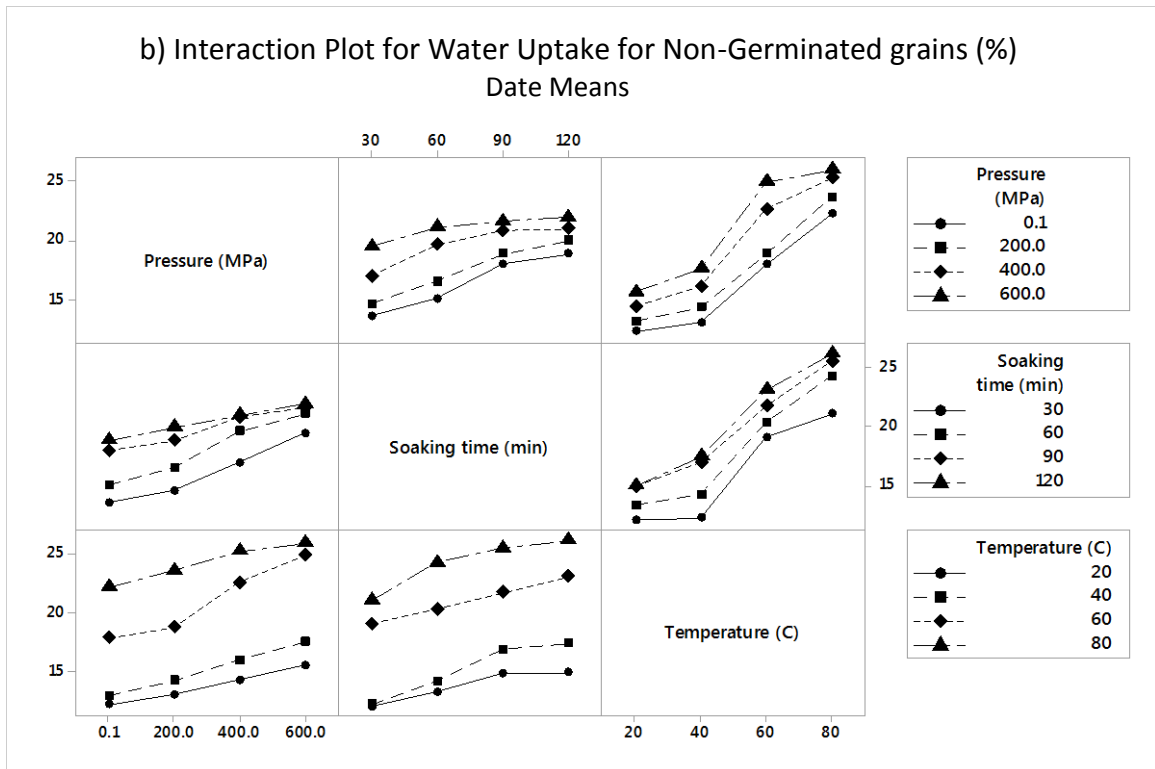 b) Interaction Plot for Water Uptake for Non-Germinated grains (%)
Date Means
30 60 90 120
25
20
15
Pressure (MPa)
Pressure
(MPa)
0.1
200.0
400.0
600.0
Soaking time (min)
25
20
15
Soaking
time (min)
30
60
90
120
25
20
15
Temperature (C)
Temperature (C)
20
40
60
80
0.1 200.0 400.0 600.0
20 40 60 80